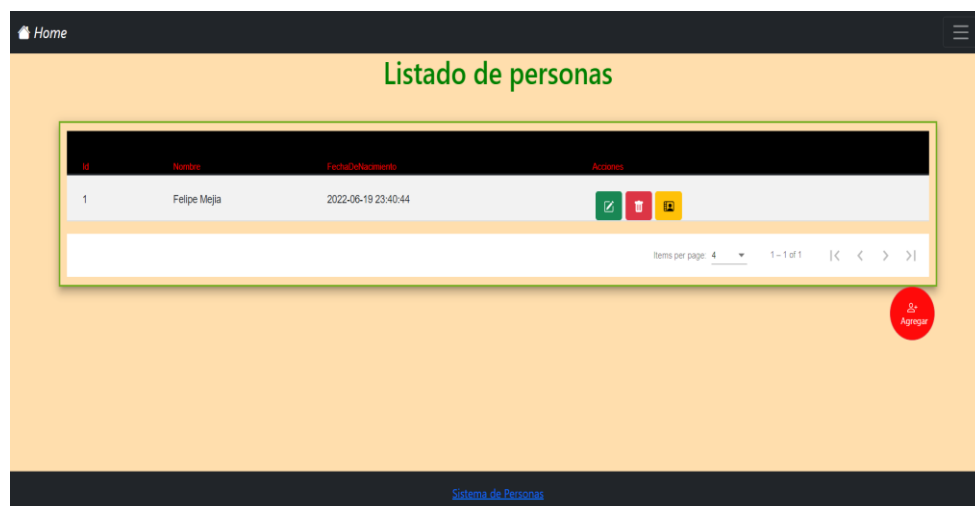 Home
Listado de personas
Id Nombre FechaDeNacimiento Acciones
1 Felipe Mejia 2022-06-19 23:40:44
Items per page: 4 1 – 1 of 1
Agregar
Sistema de Personas